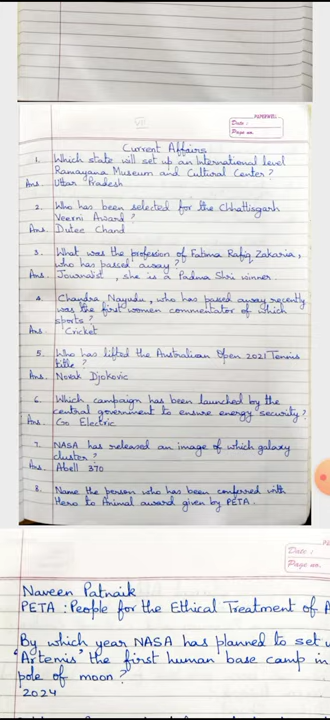 VII
PAPERWEL
Date :
Page no.
Current Affairs
1. Which state will set up an International level
Ramayana Museum and Cultural Center?
Ans. Uttar Pradesh
2. Who has been selected for the Chhattisgarh
Veerni Award?
Ans. Dutee Chand
3. What was the profession of Fatima Rafiq Zakaria,
who has passed away?
Ans. Journalist, she is a Padma Shri winner.
4. Chandra Nayudu, who has passed away recently
was the first women commentator of which
sports?
Ans. Cricket
5. Who has lifted the Australian Open 2021 Tennis
title?
Ans. Novak Djokovic
6. Which campaign has been launched by the
central government to ensure energy security?
Ans. Go Electric
7. NASA has released an image of which galaxy
cluster?
Ans. Abell 370
8. Name the person who has been conferred with
Hero to Animal award given by PETA.
Date :
Page no.
Naveen Patnaik
PETA : People for the Ethical Treatment of A
By which year NASA has planned to set u
'Artemis' the first human base camp in
pole of moon?
2024